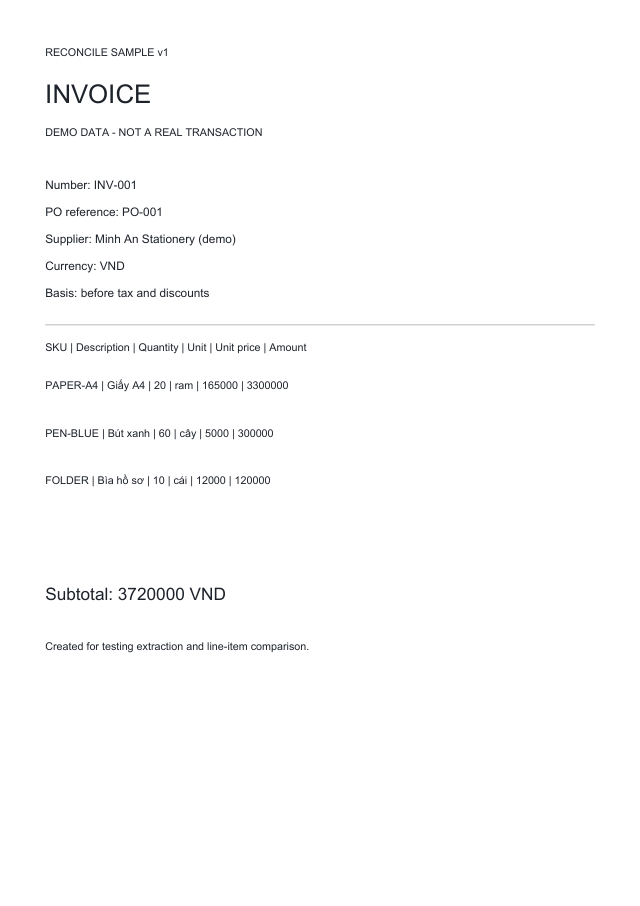 RECONCILE SAMPLE v1
INVOICE
DEMO DATA - NOT A REAL TRANSACTION
Number: INV-001
PO reference: PO-001
Supplier: Minh An Stationery (demo)
Currency: VND
Basis: before tax and discounts
SKU | Description | Quantity | Unit | Unit price | Amount
PAPER-A4 | Giấy A4 | 20 | ram | 165000 | 3300000
PEN-BLUE | Bút xanh | 60 | cây | 5000 | 300000
FOLDER | Bìa hồ sơ | 10 | cái | 12000 | 120000
Subtotal: 3720000 VND
Created for testing extraction and line-item comparison.